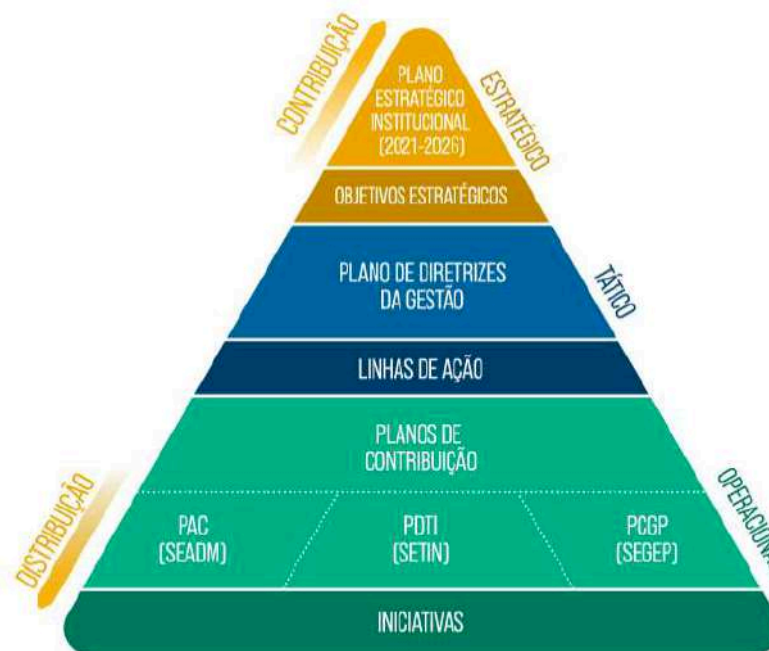 CONTRIBUIÇÃO
PLANO
ESTRATÉGICO
INSTITUCIONAL
(2021-2026)
ESTRATÉGICO
OBJETIVOS ESTRATÉGICOS
PLANO DE DIRETRIZES
DA GESTÃO
TÁTICO
LINHAS DE AÇÃO
PLANOS DE
CONTRIBUIÇÃO
DISTRIBUIÇÃO
PAC
(SEADM)
PDTI
(SETIN)
PCGP
(SEGEP)
OPERACIONA
INICIATIVAS